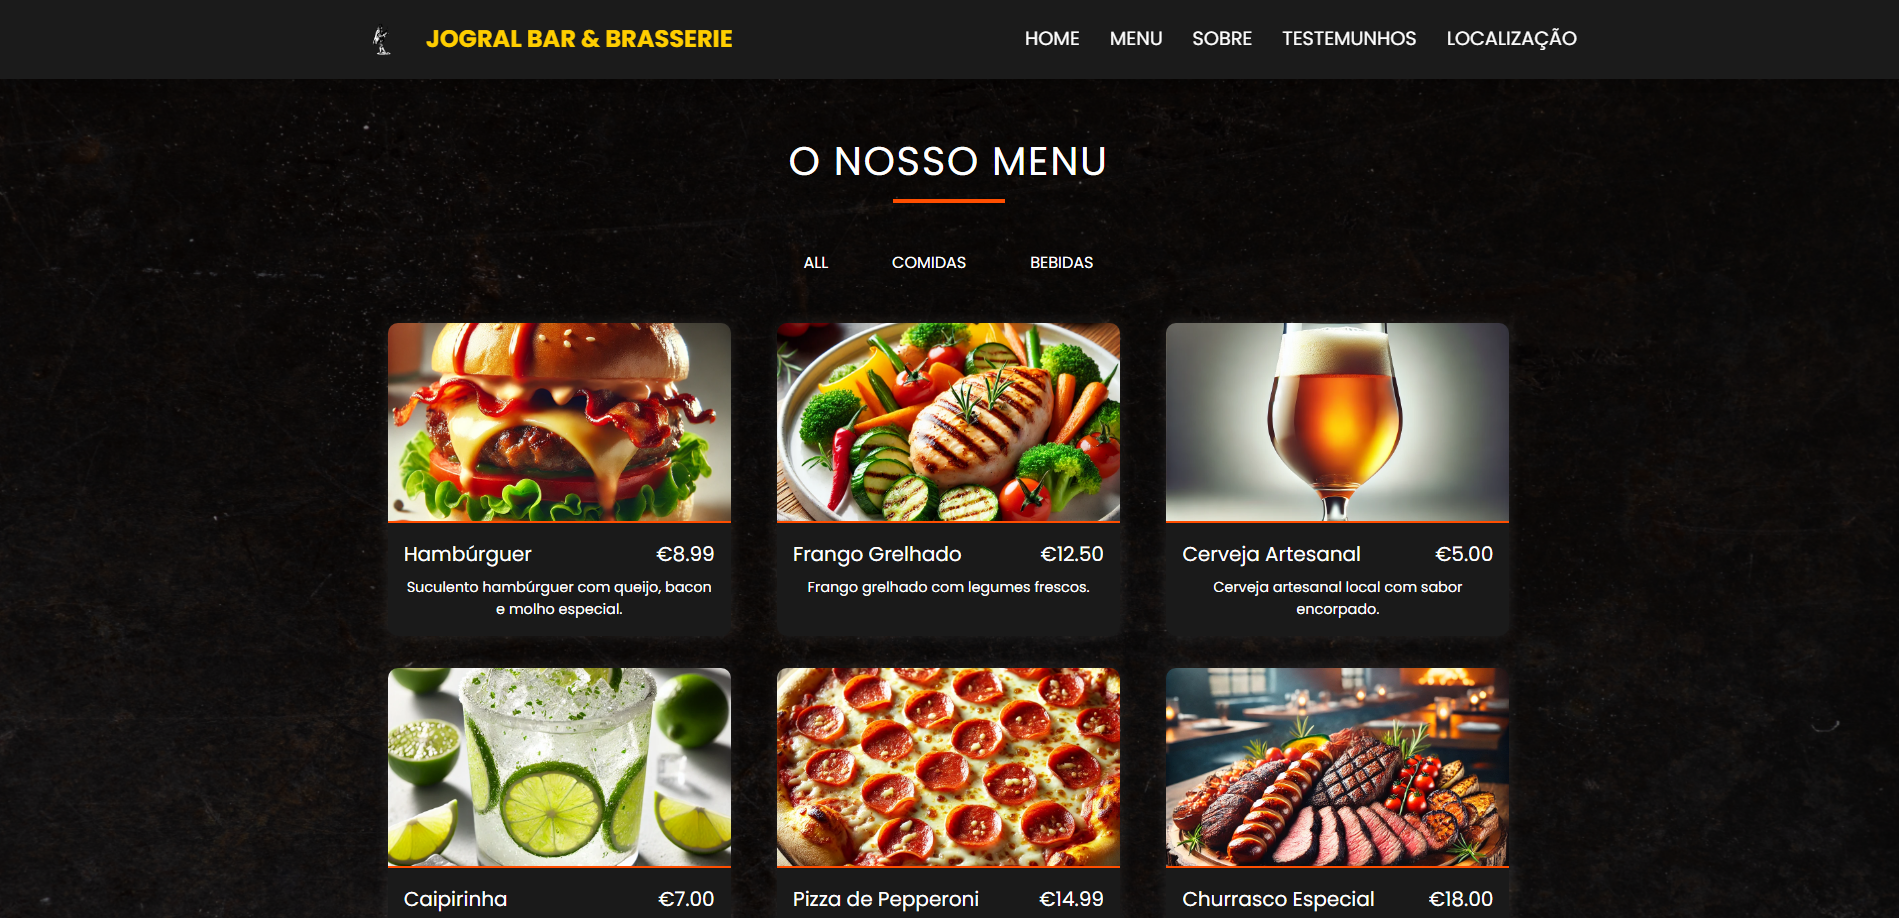 JOGRAL BAR & BRASSERIE
HOME MENU SOBRE TESTEMUNHOS LOCALIZAÇÃO
O NOSSO MENU
ALL COMIDAS BEBIDAS
Hambúrguer €8.99
Suculento hambúrguer com queijo, bacon
e molho especial.
Frango Grelhado €12.50
Frango grelhado com legumes frescos.
Cerveja Artesanal €5.00
Cerveja artesanal local com sabor
encorpado.
Caipirinha €7.00
Pizza de Pepperoni €14.99
Churrasco Especial €18.00